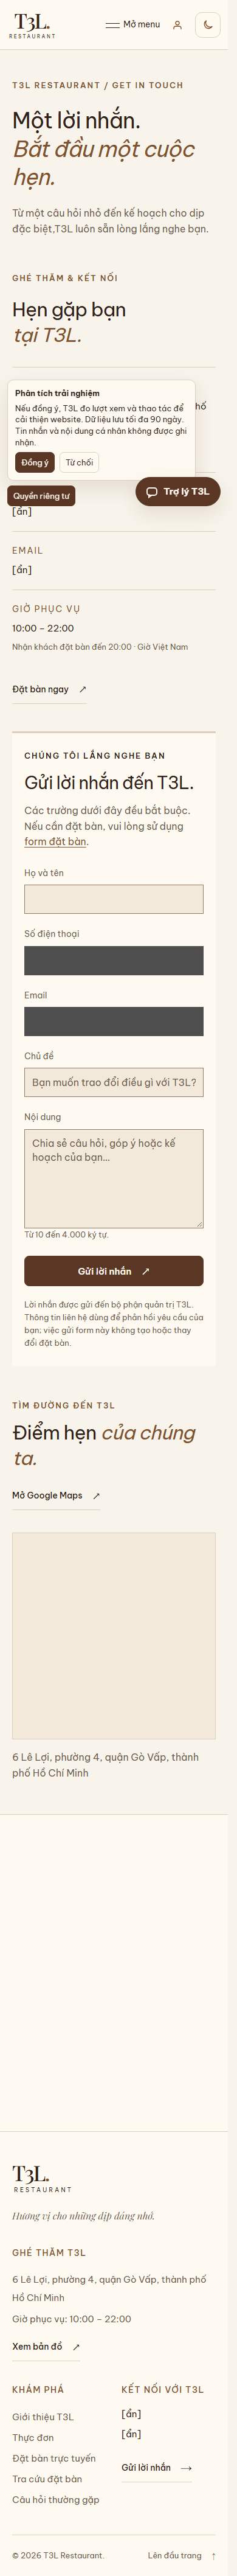 T3L.
RESTAURANT
Mở menu
T3L RESTAURANT / GET IN TOUCH
Một lời nhắn.
Bắt đầu một cuộc
hẹn.
Từ một câu hỏi nhỏ đến kế hoạch cho dịp
đặc biệt,T3L luôn sẵn lòng lắng nghe bạn.
GHÉ THĂM & KẾT NỐI
Hẹn gặp bạn
tại T3L.
Phân tích trải nghiệm
Nếu đồng ý, T3L đo lượt xem và thao tác để
cải thiện website. Dữ liệu lưu tối đa 90 ngày.
Tin nhắn và nội dung cá nhân không được ghi
nhận.
Đồng ý
Từ chối
Quyền riêng tư
Trợ lý T3L
[ẩn]
EMAIL
[ẩn]
GIỜ PHỤC VỤ
10:00 – 22:00
Nhận khách đặt bàn đến 20:00 · Giờ Việt Nam
Đặt bàn ngay ↗
CHÚNG TÔI LẮNG NGHE BẠN
Gửi lời nhắn đến T3L.
Các trường dưới đây đều bắt buộc.
Nếu cần đặt bàn, vui lòng sử dụng
form đặt bàn.
Họ và tên
Số điện thoại
Email
Chủ đề
Bạn muốn trao đổi điều gì với T3L?
Nội dung
Chia sẻ câu hỏi, góp ý hoặc kế
hoạch của bạn...
Từ 10 đến 4.000 ký tự.
Gửi lời nhắn ↗
Lời nhắn được gửi đến bộ phận quản trị T3L.
Thông tin liên hệ dùng để phản hồi yêu cầu của
bạn; việc gửi form này không tạo hoặc thay
đổi đặt bàn.
TÌM ĐƯỜNG ĐẾN T3L
Điểm hẹn của chúng
ta.
Mở Google Maps ↗
6 Lê Lợi, phường 4, quận Gò Vấp, thành
phố Hồ Chí Minh
T3L.
RESTAURANT
Hương vị cho những dịp đáng nhớ.
GHÉ THĂM T3L
6 Lê Lợi, phường 4, quận Gò Vấp, thành phố
Hồ Chí Minh
Giờ phục vụ: 10:00 – 22:00
Xem bản đồ ↗
KHÁM PHÁ
Giới thiệu T3L
Thực đơn
Đặt bàn trực tuyến
Tra cứu đặt bàn
Câu hỏi thường gặp
KẾT NỐI VỚI T3L
[ẩn]
[ẩn]
Gửi lời nhắn →
© 2026 T3L Restaurant.
Lên đầu trang ↑